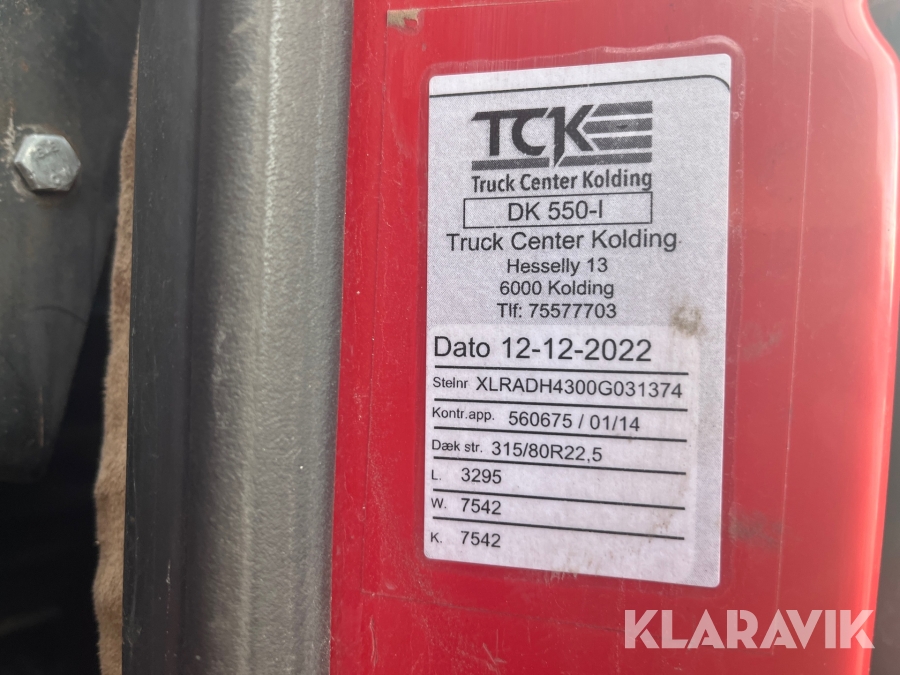 TCK
Truck Center Kolding
DK 550-I
Truck Center Kolding
Hesselly 13
6000 Kolding
Tlf: 75577703
Dato 12-12-2022
Stelnr XLRADH4300G031374
Kontr.app. 560675 / 01/14
Dæk str. 315/80R22,5
L. 3295
W. 7542
K. 7542
KLARAVIK